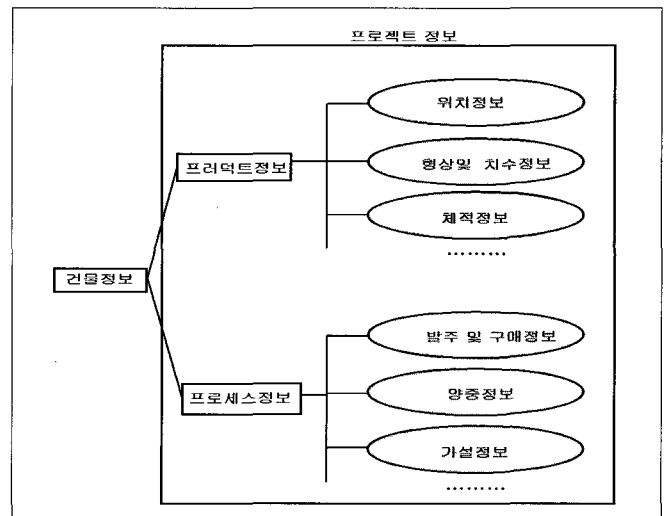 프로젝트 정보
위치정보
프러덕트정보
형상및 치수정보
체적정보
·········
건물정보
발주 및 구매정보
프로세스정보
양중정보
가설정보
·········